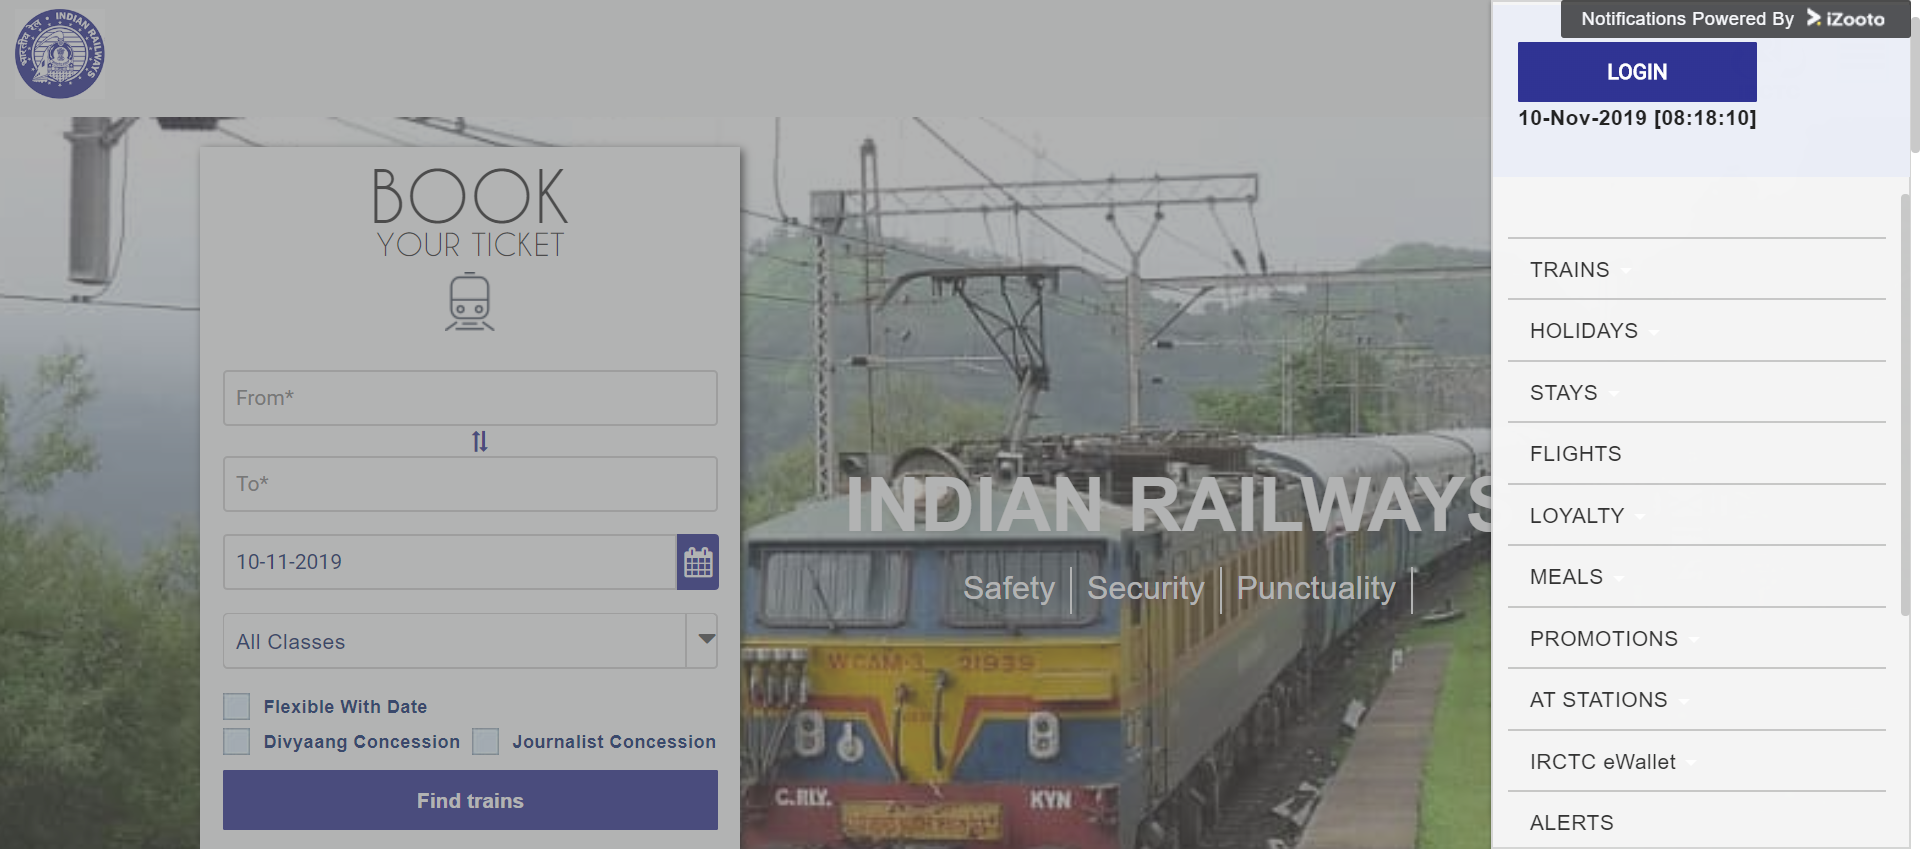 भारतीय रेल • INDIAN RAILWAYS
Notifications Powered By iZooto
LOGIN
10-Nov-2019 [08:18:10]
BOOK
YOUR TICKET
From*
To*
10-11-2019
All Classes
Flexible With Date
Divyaang Concession
Journalist Concession
Find trains
INDIAN RAILWAYS
Safety
Security
Punctuality
WCAM-3 21939
C.RLY.
KYN
TRAINS
HOLIDAYS
STAYS
FLIGHTS
LOYALTY
MEALS
PROMOTIONS
AT STATIONS
IRCTC eWallet
ALERTS